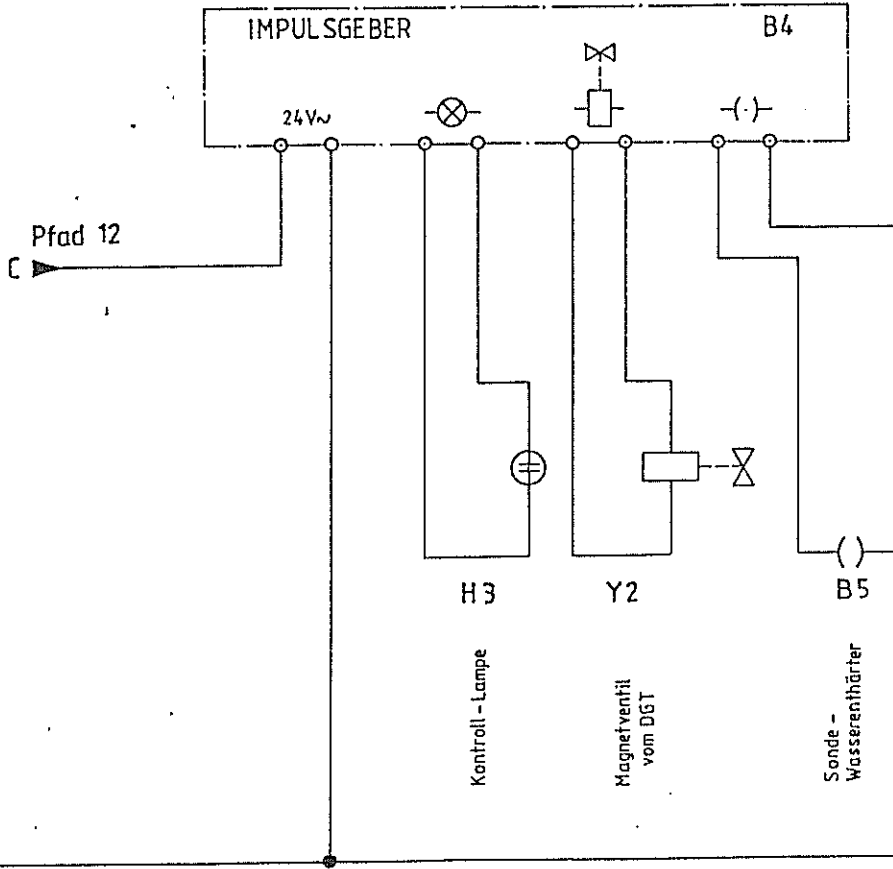 IMPULSGEBER
B4
24V~
Pfad 12
C
H3
Y2
B5
Kontroll-Lampe
Magnetventil
vom DGT
Sonde-
Wasserenthärter